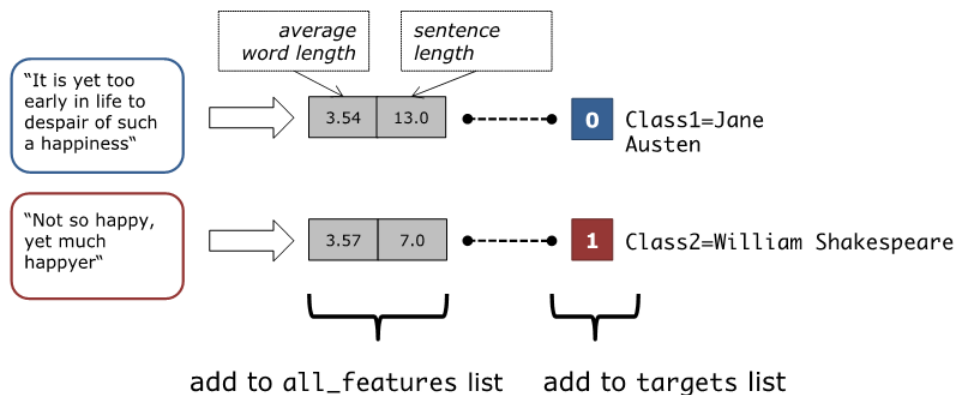 average
word length
sentence
length
“It is yet too
early in life to
despair of such
a happiness“
3.54 13.0
0
Class1=Jane
Austen
“Not so happy,
yet much
happyer“
3.57 7.0
1
Class2=William Shakespeare
add to all_features list
add to targets list